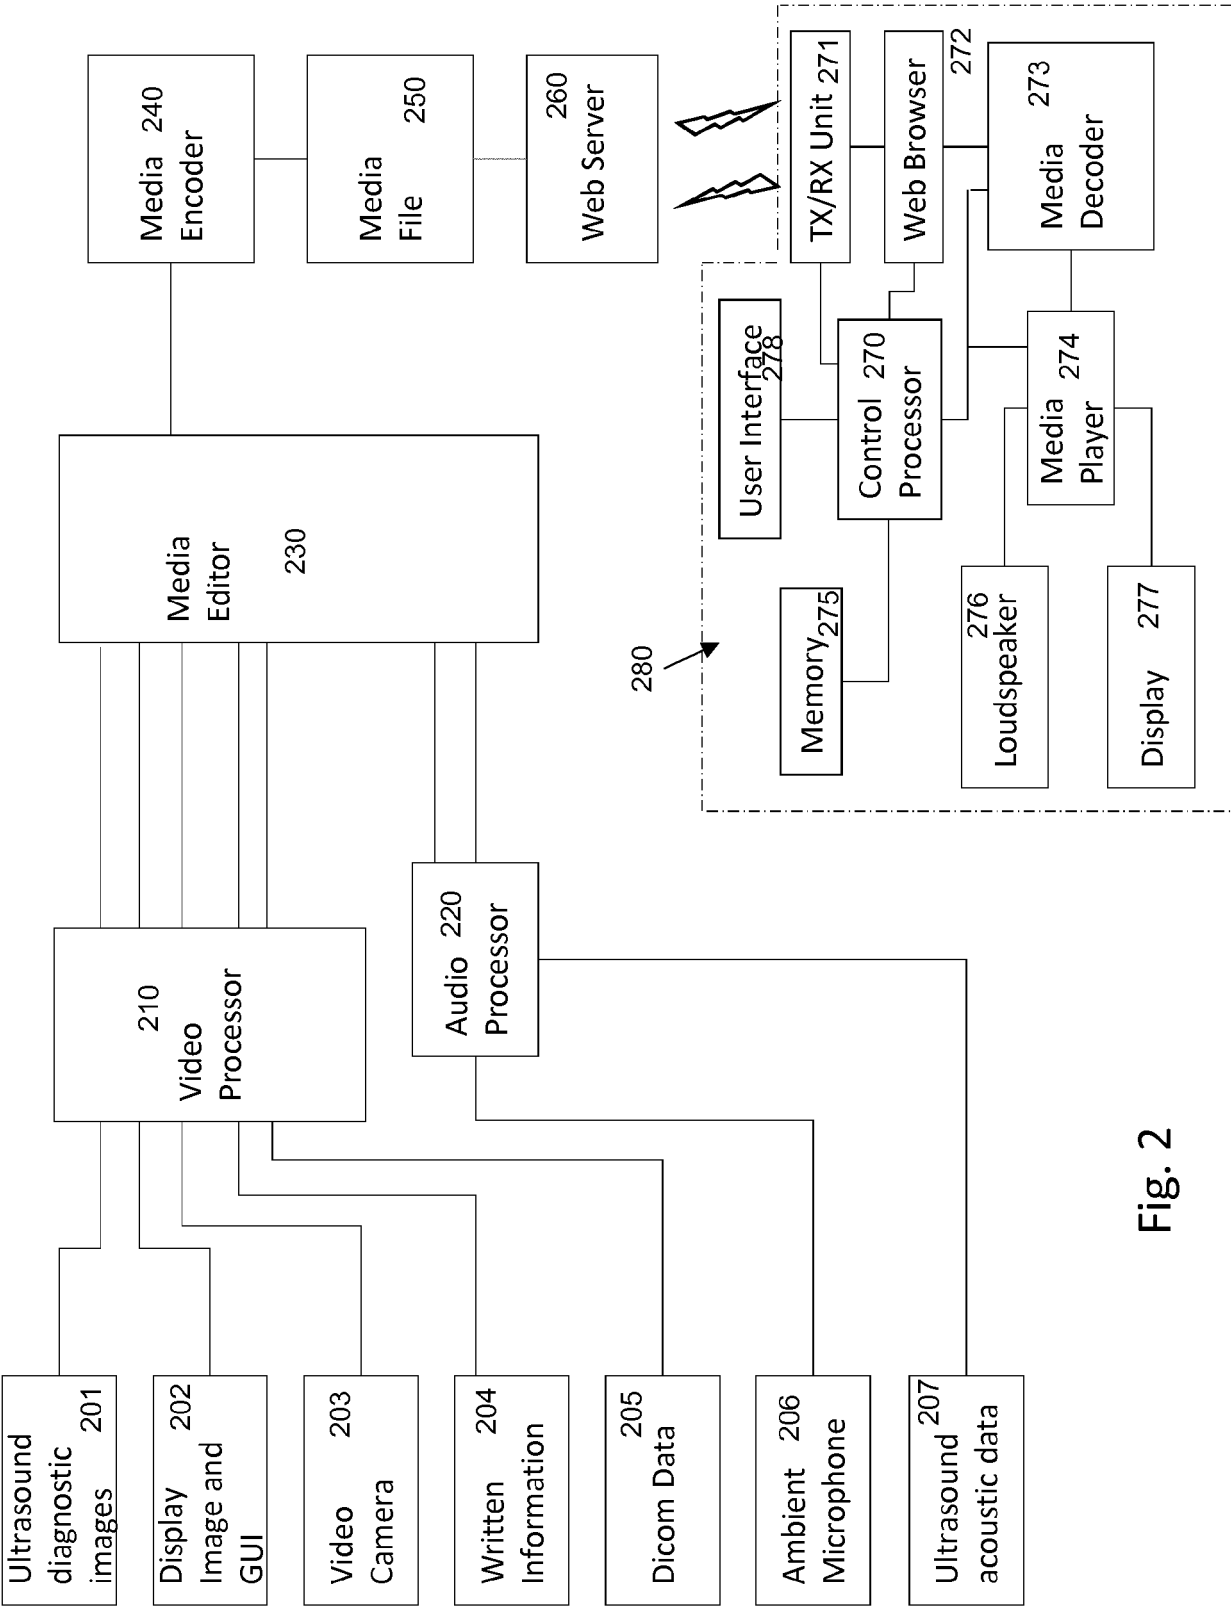 Ultrasound
diagnostic
images
201
Display
Image and
GUI
202
Video
Camera
203
Written
Information
204
Dicom Data
205
Ambient
Microphone
206
Ultrasound
acoustic data
207
210
Video
Processor
Audio 220
Processor
Media
Editor
230
Media 240
Encoder
Media
File
250
Web Server
260
280
User Interface
278
Memory
275
Control 270
Processor
TX/RX Unit 271
Web Browser
272
Media
Decoder
273
Media
Player
274
Loudspeaker
276
Display
277
Fig. 2